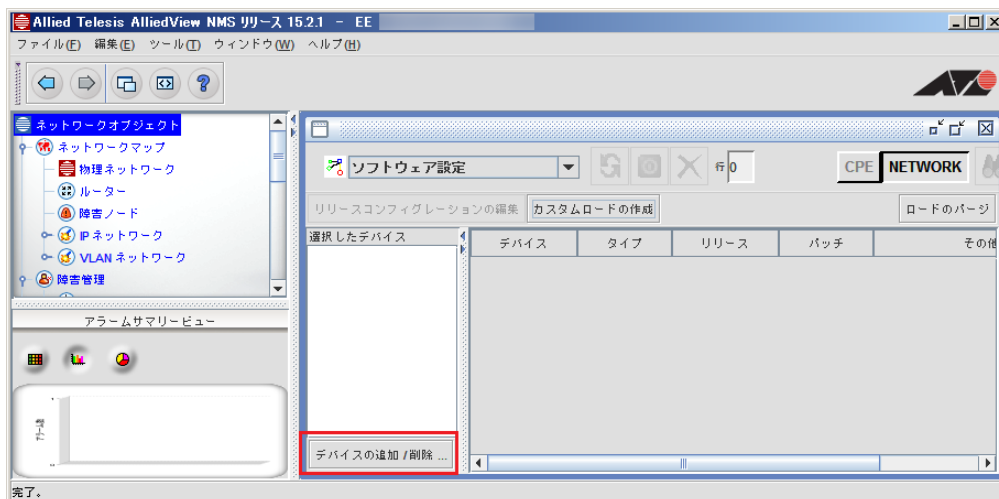 Allied Telesis AlliedView NMS リリース 15.2.1 - EE
ファイル(F) 編集(E) ツール(T) ウィンドウ(W) ヘルプ(H)
ネットワークオブジェクト
ネットワークマップ
物理ネットワーク
ルーター
障害ノード
IP ネットワーク
VLAN ネットワーク
障害管理
アラームサマリービュー
ソフトウェア設定
行 0
CPE
NETWORK
リリースコンフィグレーションの編集
カスタムロードの作成
ロードのパージ
選択したデバイス
デバイス
タイプ
リリース
パッチ
その他
デバイスの追加 /削除 ...
完了。